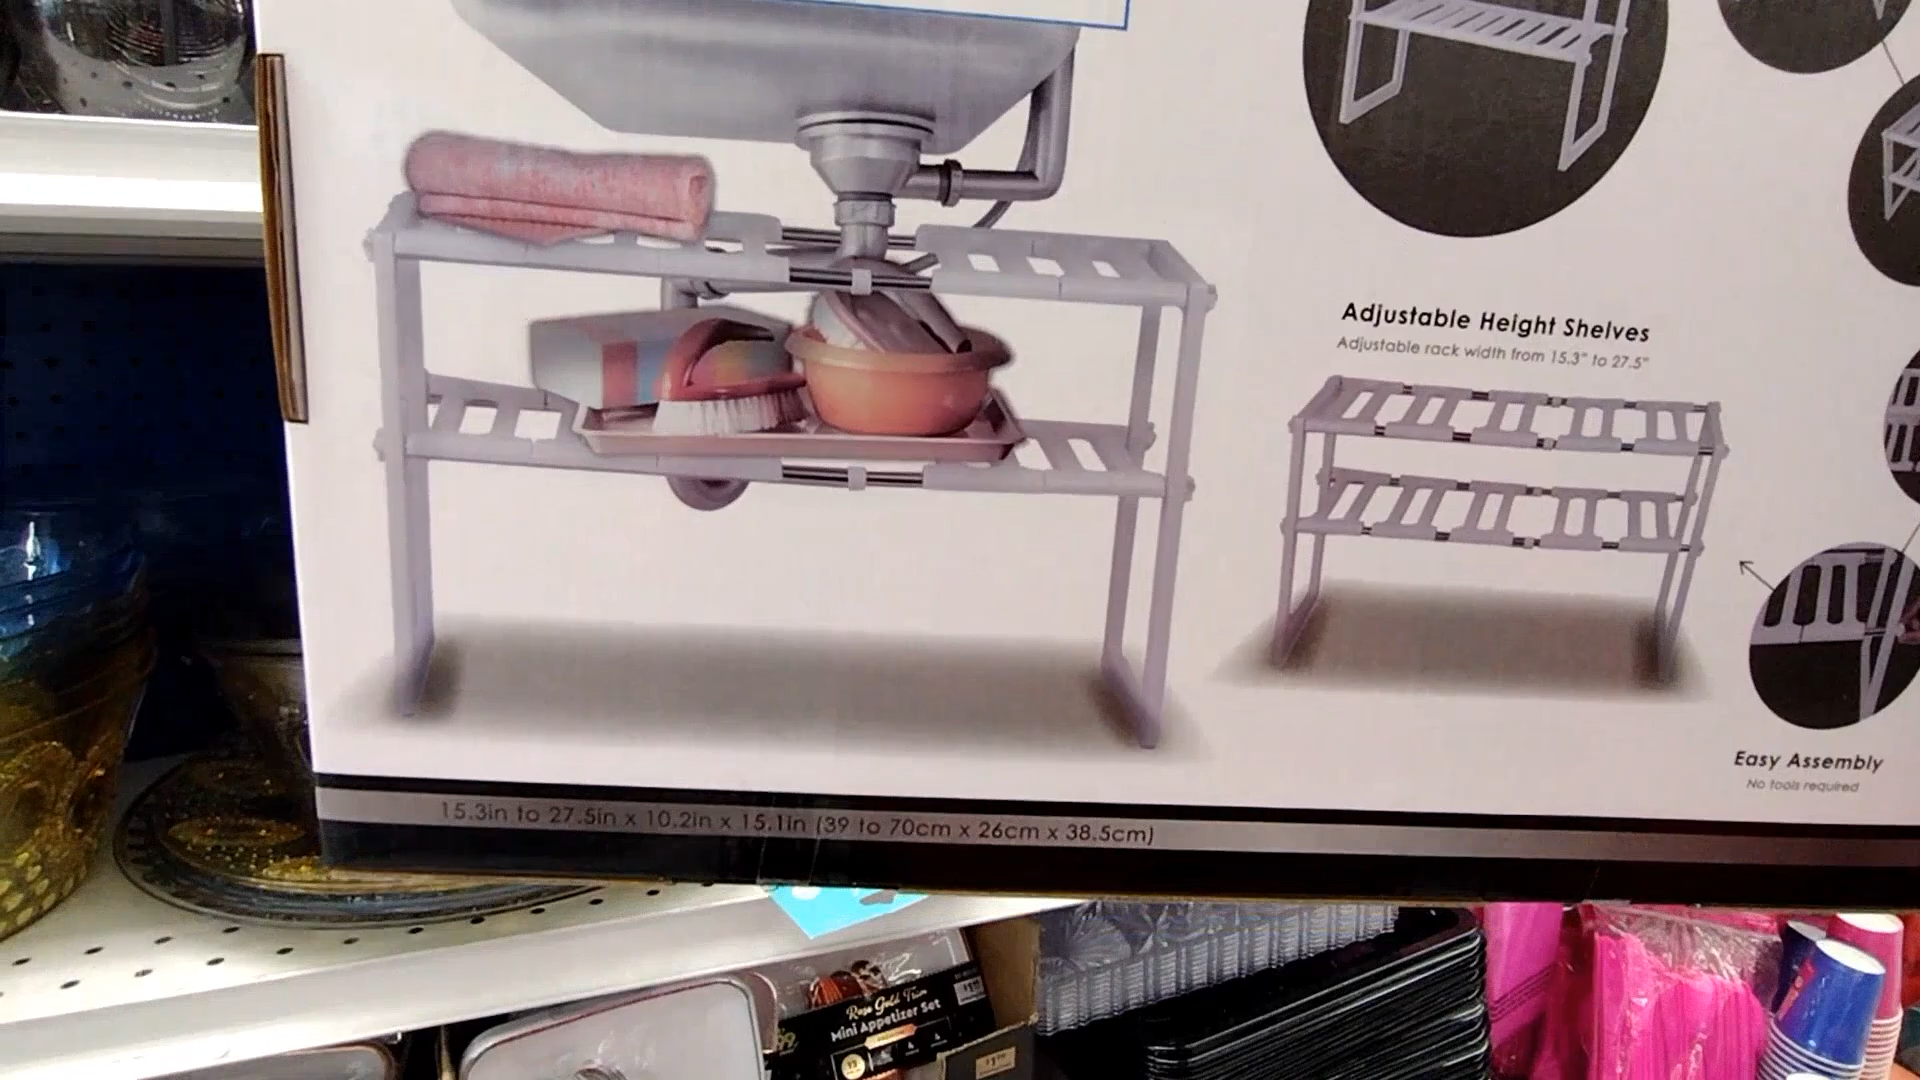 Adjustable Height Shelves
Adjustable rack width from 15.3" to 27.5"
Easy Assembly
No tools required
15.3in to 27.5in x 10.2in x 15.1in (39 to 70cm x 26cm x 38.5cm)
Rose Gold Trim
Mini Appetizer Set